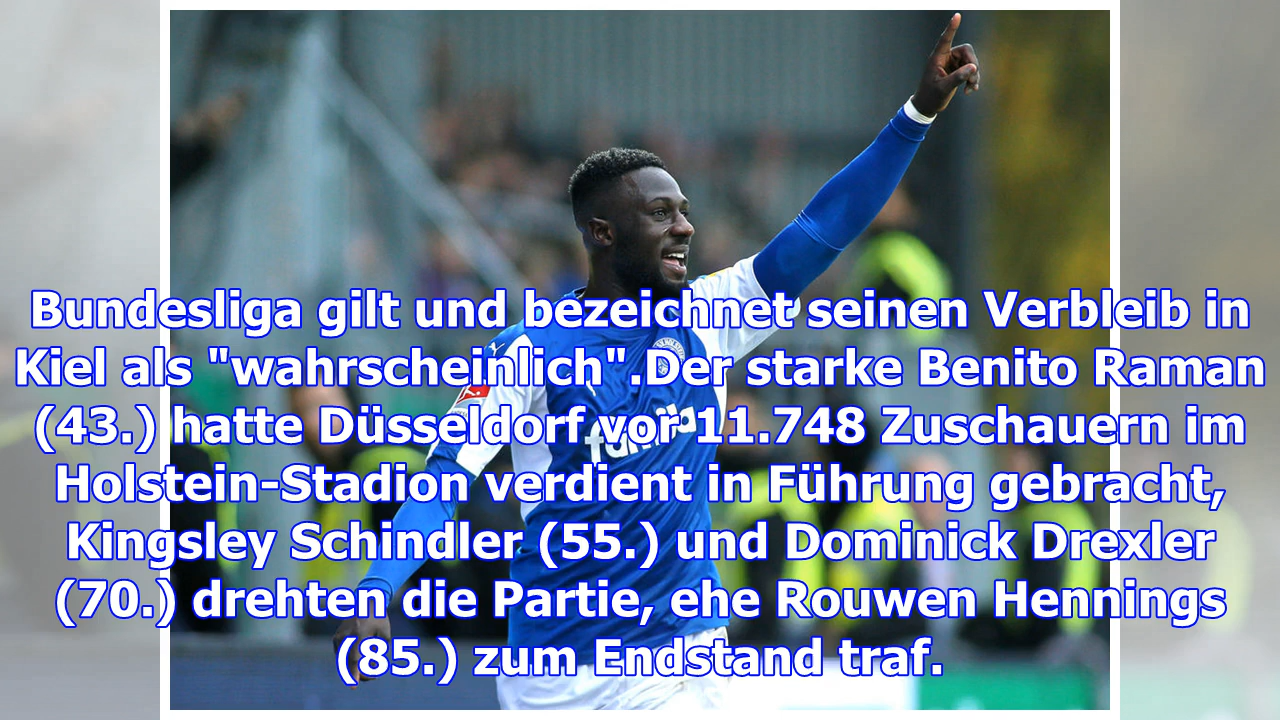 Bundesliga gilt und bezeichnet seinen Verbleib in
Kiel als "wahrscheinlich".Der starke Benito Raman
(43.) hatte Düsseldorf vor 11.748 Zuschauern im
Holstein-Stadion verdient in Führung gebracht,
Kingsley Schindler (55.) und Dominick Drexler
(70.) drehten die Partie, ehe Rouwen Hennings
(85.) zum Endstand traf.